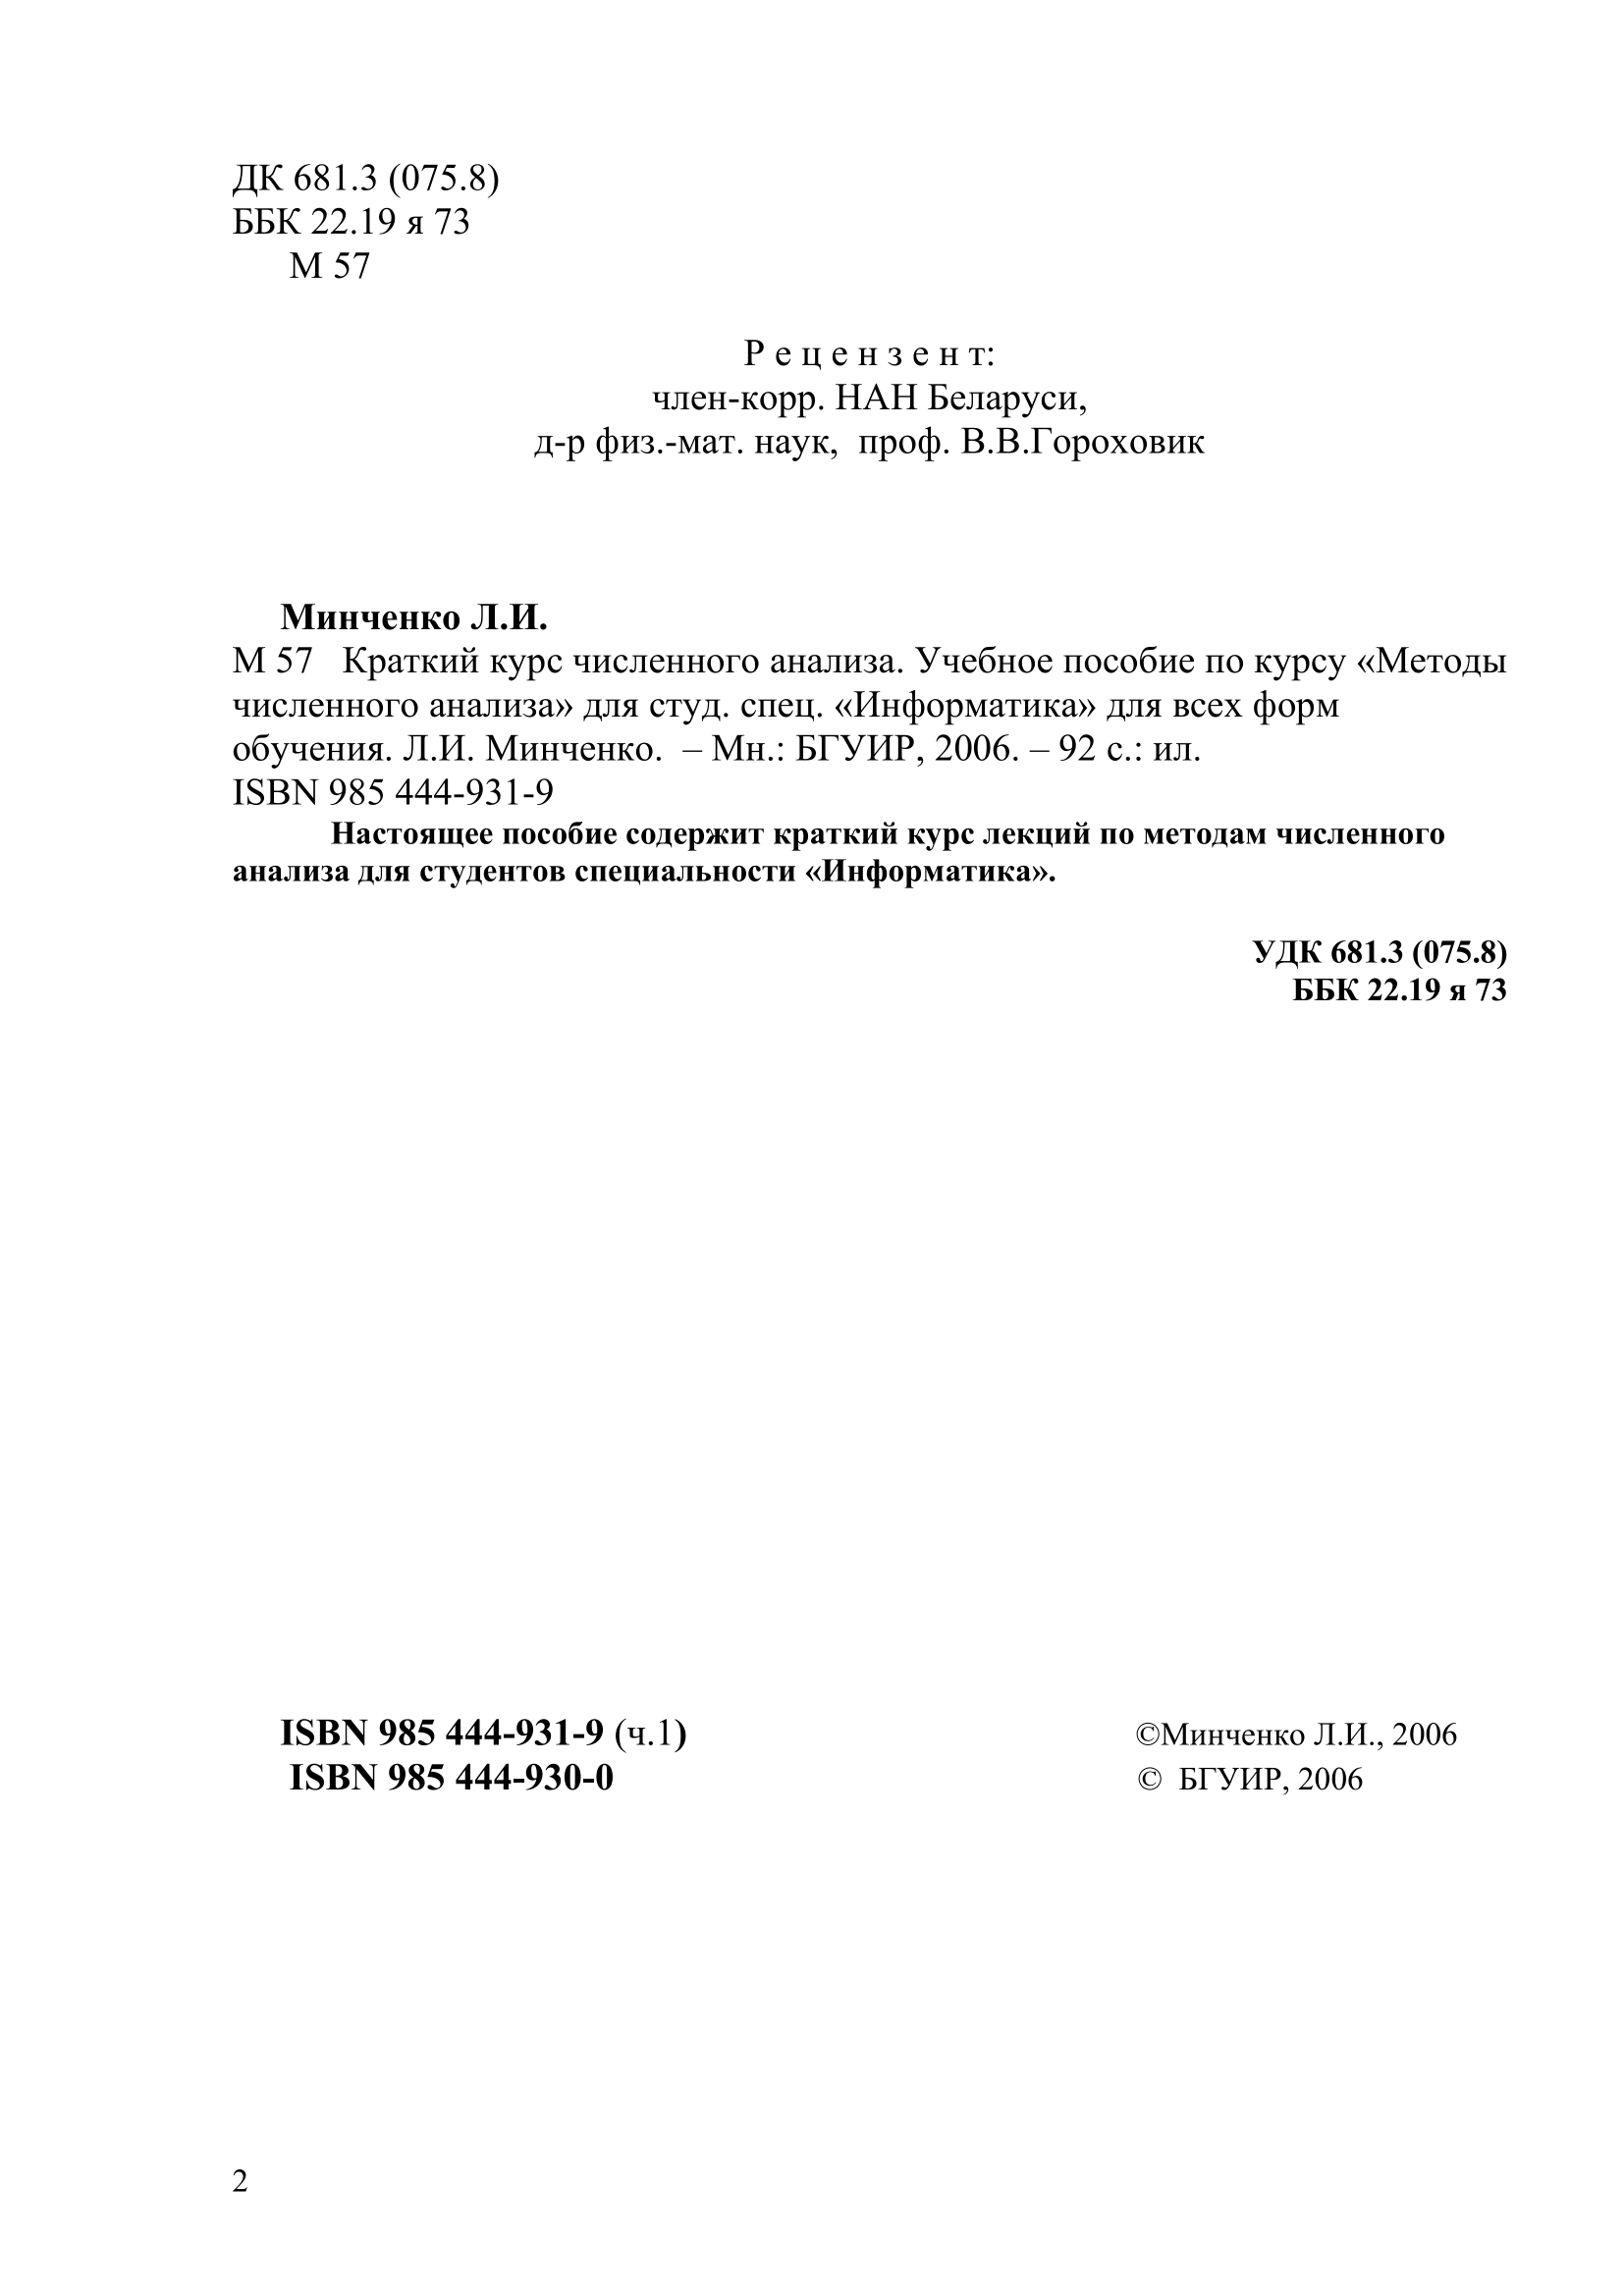 ДК 681.3 (075.8)
ББК 22.19 я 73
М 57
Р е ц е н з е н т:
член-корр. НАН Беларуси,
д-р физ.-мат. наук,  проф. В.В.Гороховик
Минченко Л.И.
М 57   Краткий курс численного анализа. Учебное пособие по курсу «Методы
численного анализа» для студ. спец. «Информатика» для всех форм
обучения. Л.И. Минченко.  – Мн.: БГУИР, 2006. – 92 с.: ил.
ISBN 985 444-931-9
Настоящее пособие содержит краткий курс лекций по методам численного
анализа для студентов специальности «Информатика».
УДК 681.3 (075.8)
ББК 22.19 я 73
ISBN 985 444-931-9 (ч.1)   ©Минченко Л.И., 2006
ISBN 985 444-930-0   ©  БГУИР, 2006
2